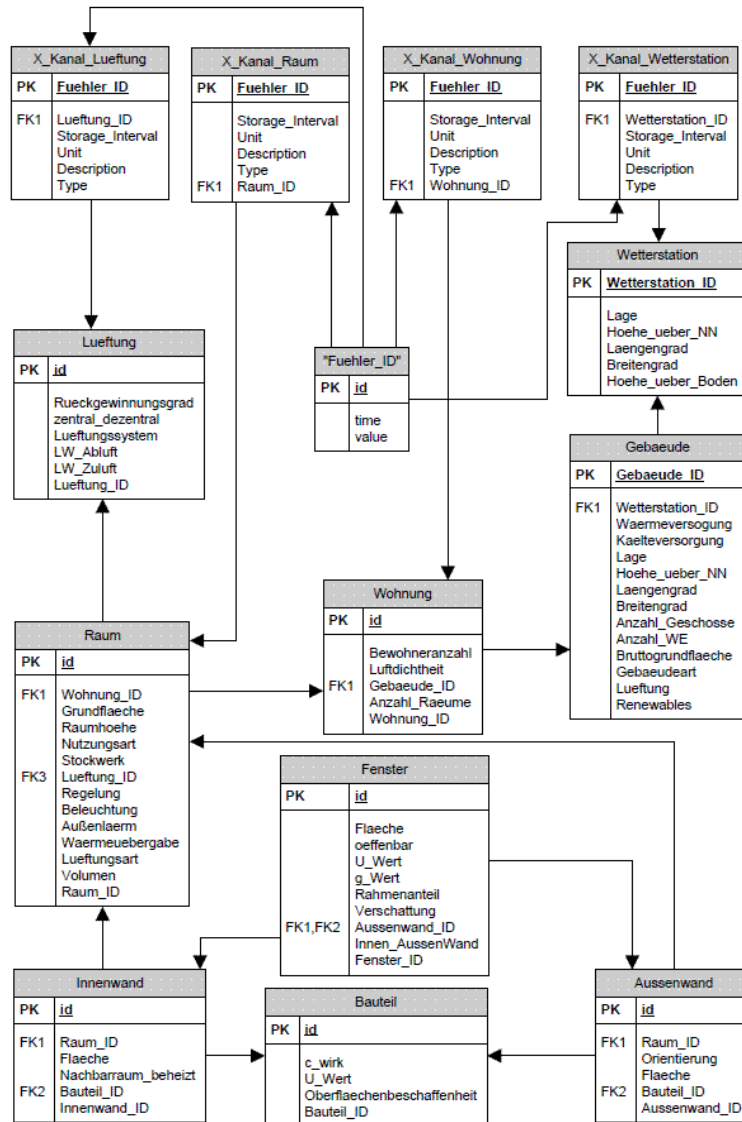 X_Kanal_Lueftung
PK Fuehler_ID
FK1 Lueftung_ID
Storage_Interval
Unit
Description
Type
X_Kanal_Raum
PK Fuehler_ID
Storage_Interval
Unit
Description
Type
FK1 Raum_ID
X_Kanal_Wohnung
PK Fuehler_ID
Storage_Interval
Unit
Description
Type
FK1 Wohnung_ID
X_Kanal_Wetterstation
PK Fuehler_ID
FK1 Wetterstation_ID
Storage_Interval
Unit
Description
Type
Wetterstation
PK Wetterstation_ID
Lage
Hoehe_ueber_NN
Laengengrad
Breitengrad
Hoehe_ueber_Boden
Lueftung
PK id
Rueckgewinnungsgrad
zentral_dezentral
Lueftungssystem
LW_Abluft
LW_Zuluft
Lueftung_ID
"Fuehler_ID"
PK id
time
value
Gebaeude
PK Gebaeude_ID
FK1 Wetterstation_ID
Waermeversogung
Kaelteversorgung
Lage
Hoehe_ueber_NN
Laengengrad
Breitengrad
Anzahl_Geschosse
Anzahl_WE
Bruttogrundflaeche
Gebaeudeart
Lueftung
Renewables
Wohnung
PK id
Bewohneranzahl
Luftdichtheit
FK1 Gebaeude_ID
Anzahl_Raeume
Wohnung_ID
Raum
PK id
FK1 Wohnung_ID
Grundflaeche
Raumhoehe
Nutzungsart
Stockwerk
FK3 Lueftung_ID
Regelung
Beleuchtung
Außenlaerm
Waermeuebergabe
Lueftungsart
Volumen
Raum_ID
Fenster
PK id
Flaeche
oeffenbar
U_Wert
g_Wert
Rahmenanteil
Verschattung
FK1,FK2 Aussenwand_ID
Innen_AussenWand
Fenster_ID
Innenwand
PK id
FK1 Raum_ID
Flaeche
Nachbarraum_beheizt
FK2 Bauteil_ID
Innenwand_ID
Bauteil
PK id
c_wirk
U_Wert
Oberflaechenbeschaffenheit
Bauteil_ID
Aussenwand
PK id
FK1 Raum_ID
Orientierung
Flaeche
FK2 Bauteil_ID
Aussenwand_ID